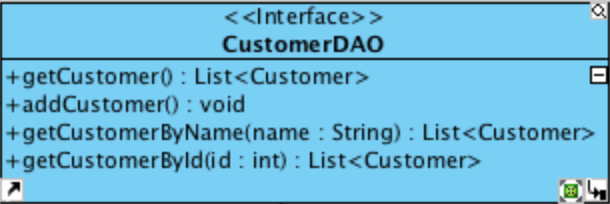 <<Interface>>
CustomerDAO
+getCustomer() : List<Customer>
+addCustomer() : void
+getCustomerByName(name : String) : List<Customer>
+getCustomerById(id : int) : List<Customer>